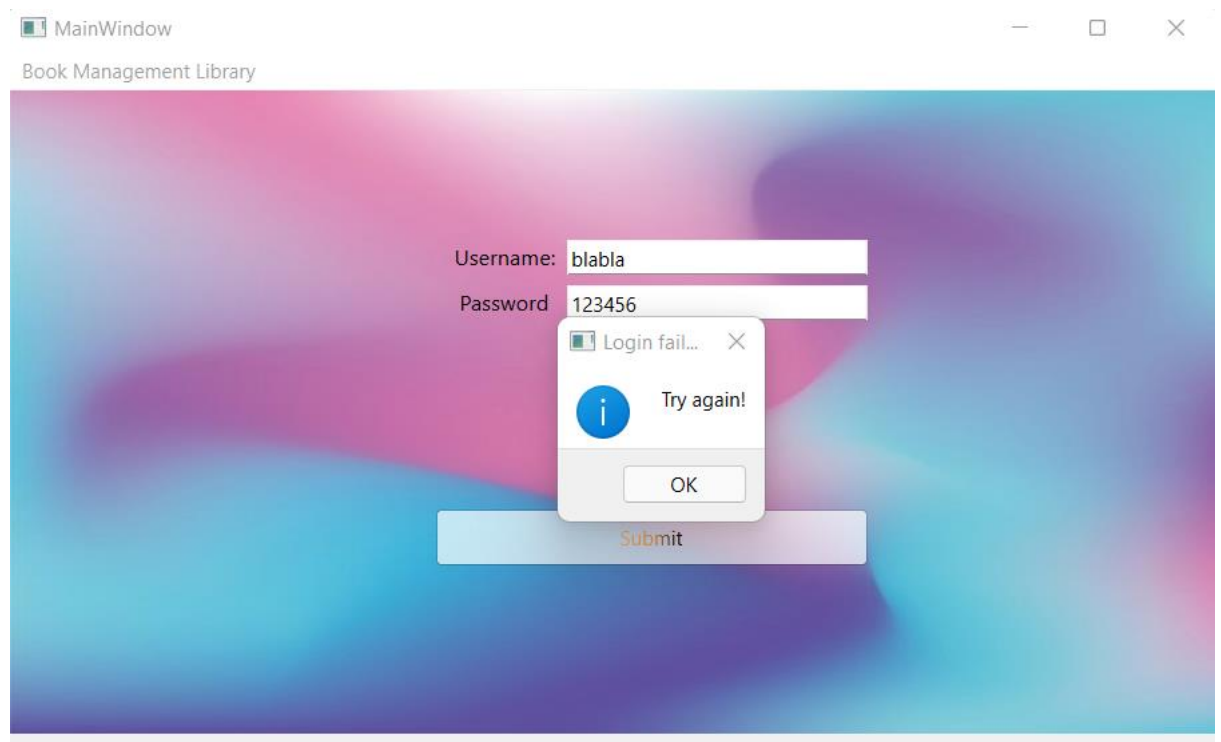 MainWindow
Book Management Library
Username: blabla
Password 123456
Login fail...
Try again!
OK
Submit